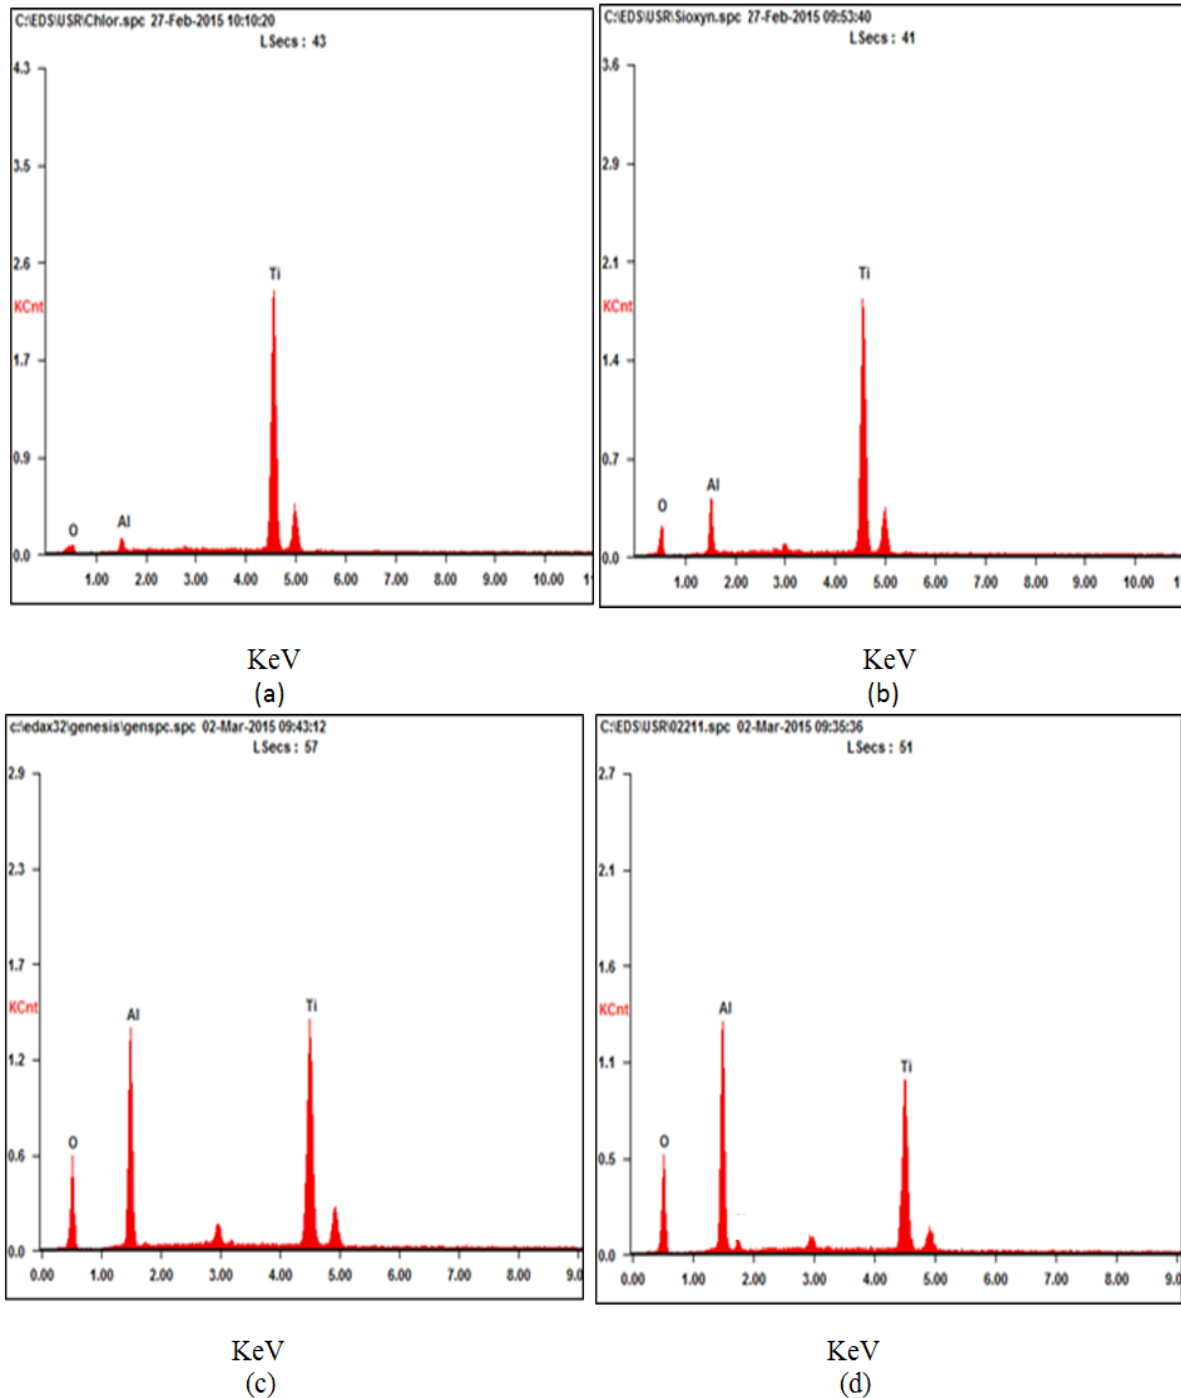 C:\EDS\USR\Chlor.spc 27-Feb-2015 10:10:20
LSecs : 43
4.3
3.5
2.6
KCnt
1.7
0.9
0.0
O
Al
Ti
1.00 2.00 3.00 4.00 5.00 6.00 7.00 8.00 9.00 10.00
KeV
(a)
C:\EDS\USR\Sioxyn.spc 27-Feb-2015 09:53:40
LSecs : 41
3.6
2.9
2.1
KCnt
1.4
0.7
0.0
O
Al
Ti
1.00 2.00 3.00 4.00 5.00 6.00 7.00 8.00 9.00 10.00
KeV
(b)
c:\edax32\genesis\genspc.spc 02-Mar-2015 09:43:12
LSecs : 57
2.9
2.3
1.7
KCnt
1.2
0.6
0.0
O
Al
Ti
0.00 1.00 2.00 3.00 4.00 5.00 6.00 7.00 8.00 9.0
KeV
(c)
C:\EDS\USR\02211.spc 02-Mar-2015 09:35:36
LSecs : 51
2.7
2.1
1.6
KCnt
1.1
0.5
0.0
O
Al
Ti
0.00 1.00 2.00 3.00 4.00 5.00 6.00 7.00 8.00 9.0
KeV
(d)